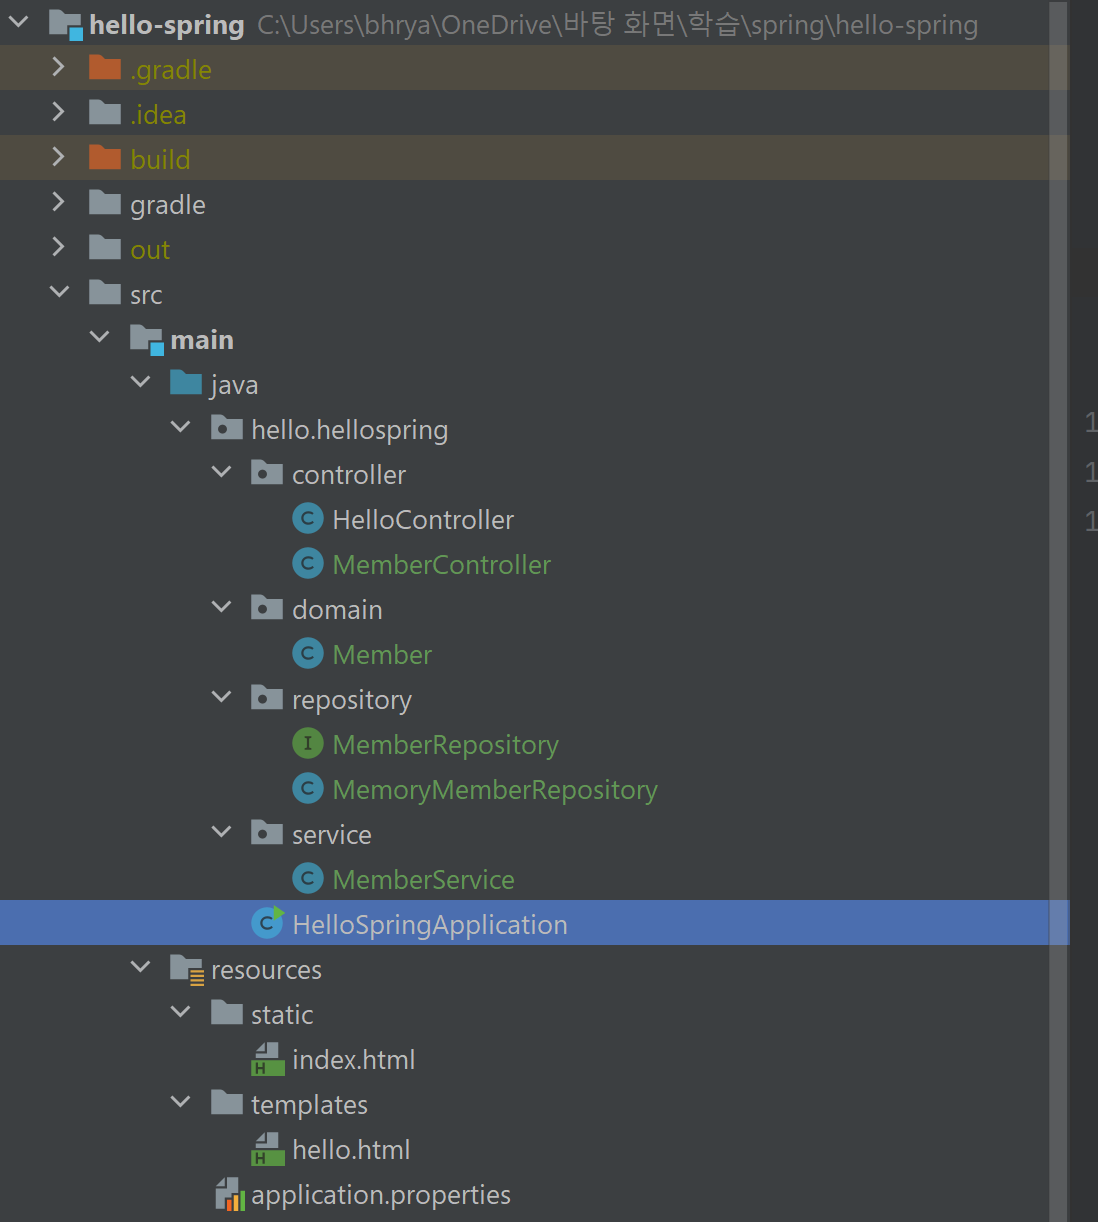 hello-spring C:\Users\bhrya\OneDrive\바탕 화면\학습\spring\hello-spring
.gradle
.idea
build
gradle
out
src
main
java
hello.hellospring
controller
HelloController
MemberController
domain
Member
repository
MemberRepository
MemoryMemberRepository
service
MemberService
HelloSpringApplication
resources
static
index.html
templates
hello.html
application.properties